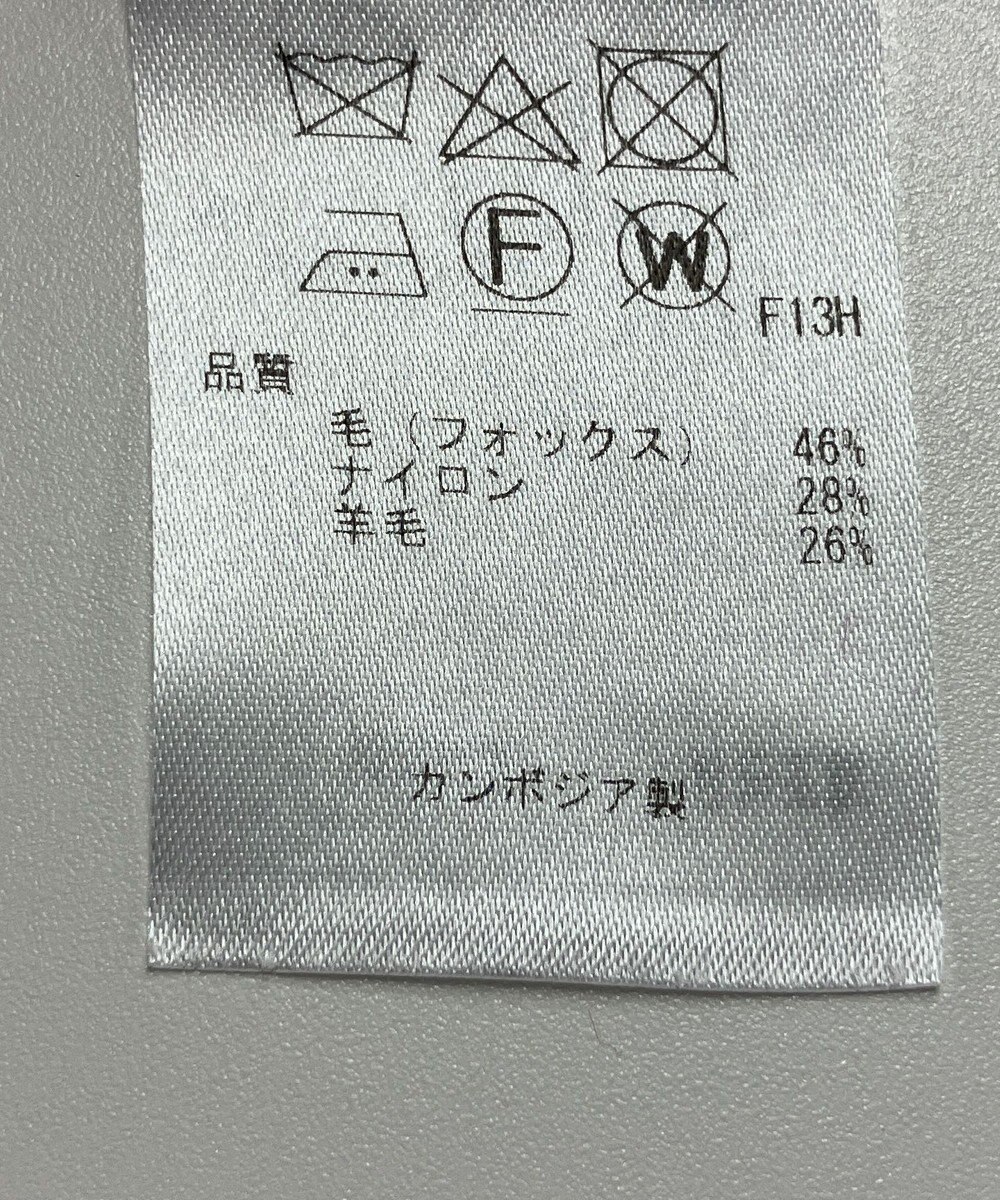 F
W
F13H
品質
毛（フォックス） 46%
ナイロン 28%
羊毛 26%
カンボジア製